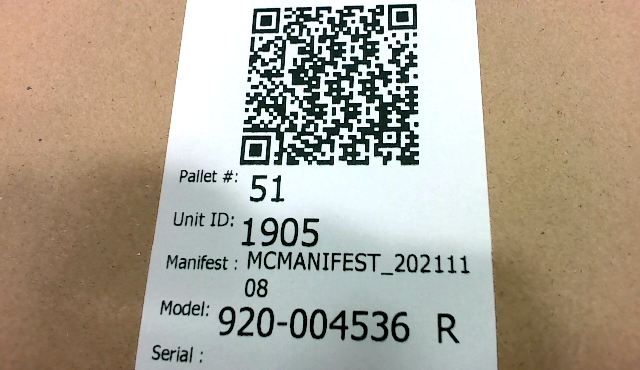 Pallet #: 51
Unit ID: 1905
Manifest : MCMANIFEST_202111
08
Model: 920-004536 R
Serial :